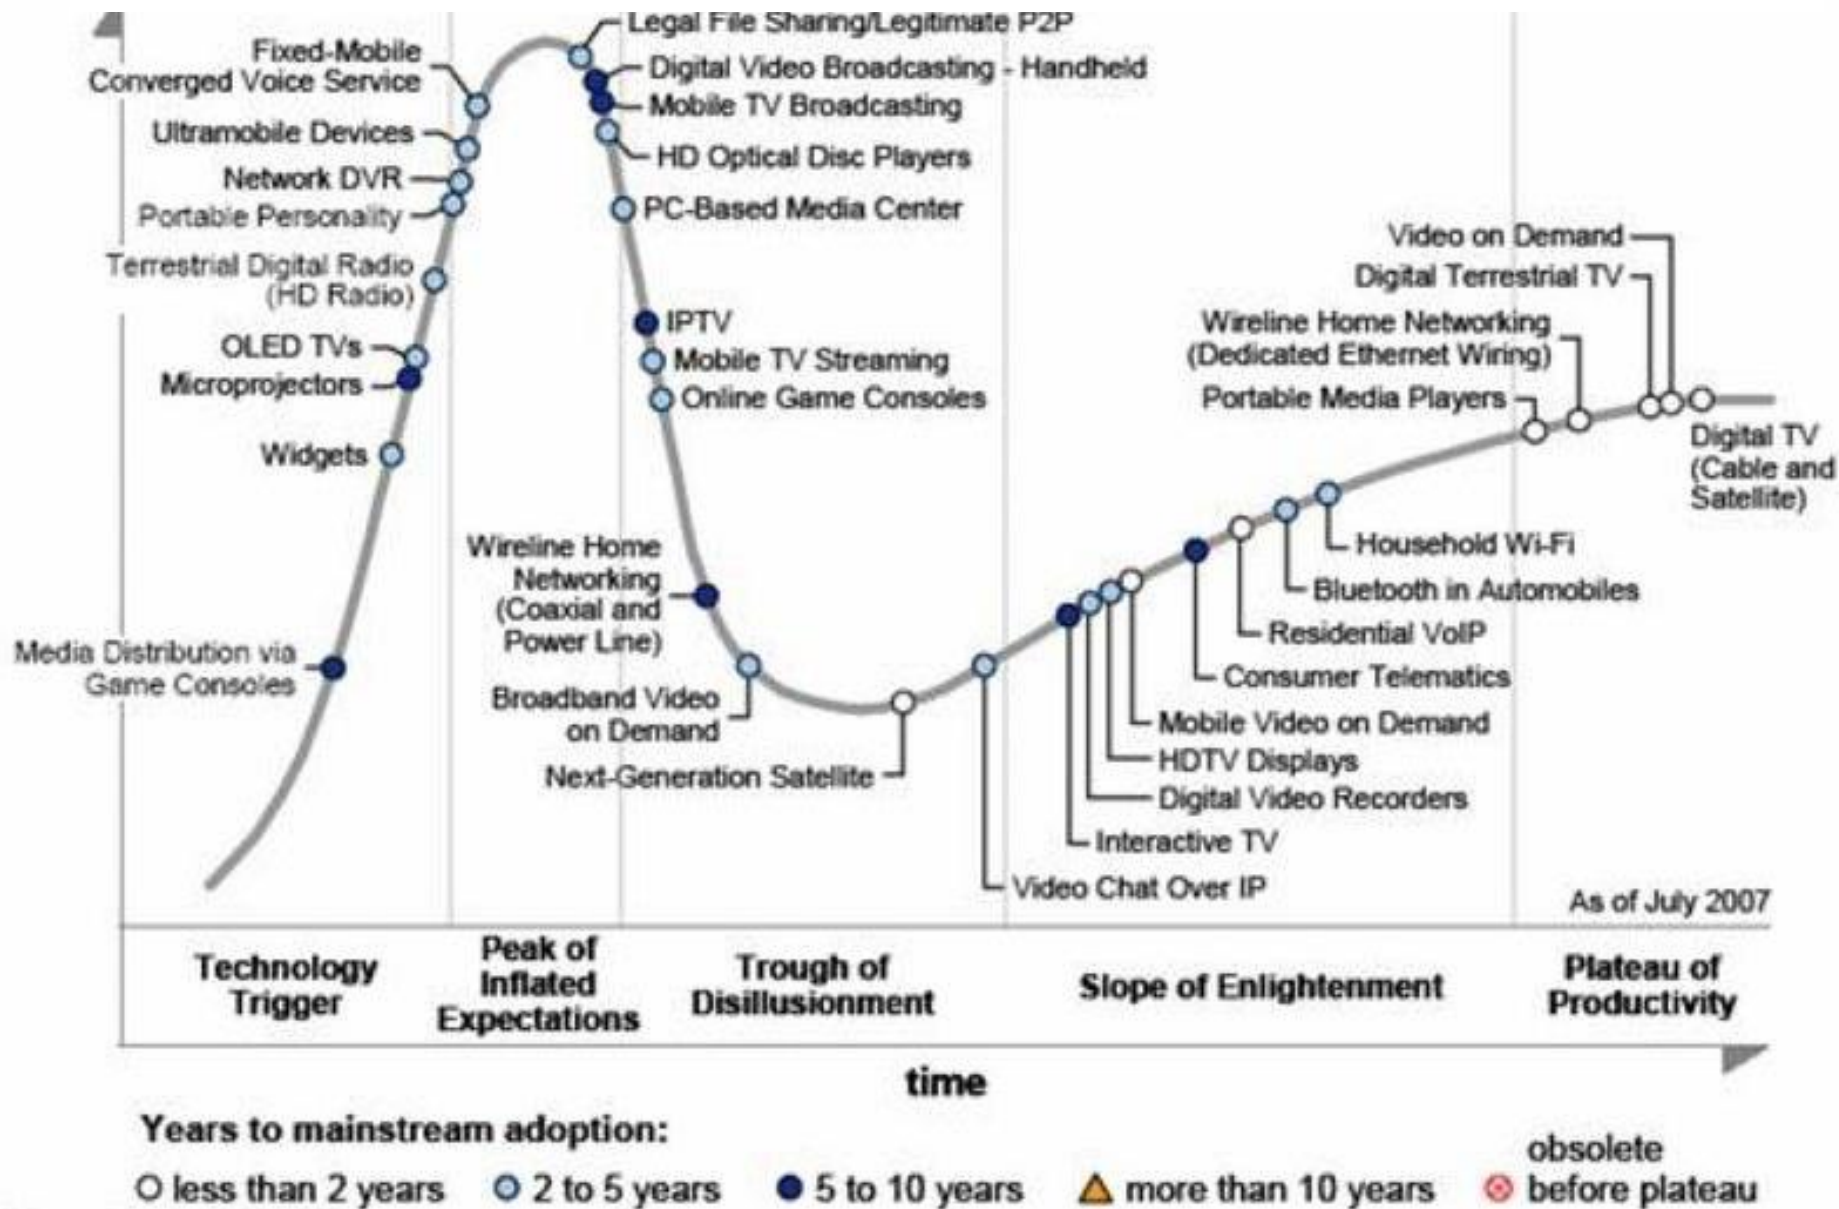 Legal File Sharing/Legitimate P2P
Fixed-Mobile
Converged Voice Service
Digital Video Broadcasting - Handheld
Mobile TV Broadcasting
Ultramobile Devices
HD Optical Disc Players
Network DVR
Portable Personality
PC-Based Media Center
Terrestrial Digital Radio
(HD Radio)
OLED TVs
Microprojectors
IPTV
Mobile TV Streaming
Online Game Consoles
Widgets
Video on Demand
Digital Terrestrial TV
Wireline Home Networking
(Dedicated Ethernet Wiring)
Portable Media Players
Digital TV
(Cable and
Satellite)
Wireline Home
Networking
(Coaxial and
Power Line)
Household Wi-Fi
Bluetooth in Automobiles
Residential VoIP
Consumer Telematics
Media Distribution via
Game Consoles
Broadband Video
on Demand
Mobile Video on Demand
HDTV Displays
Next-Generation Satellite
Digital Video Recorders
Interactive TV
Video Chat Over IP
As of July 2007
Technology
Trigger
Peak of
Inflated
Expectations
Trough of
Disillusionment
Slope of Enlightenment
Plateau of
Productivity
time
Years to mainstream adoption:
less than 2 years
2 to 5 years
5 to 10 years
more than 10 years
obsolete
before plateau